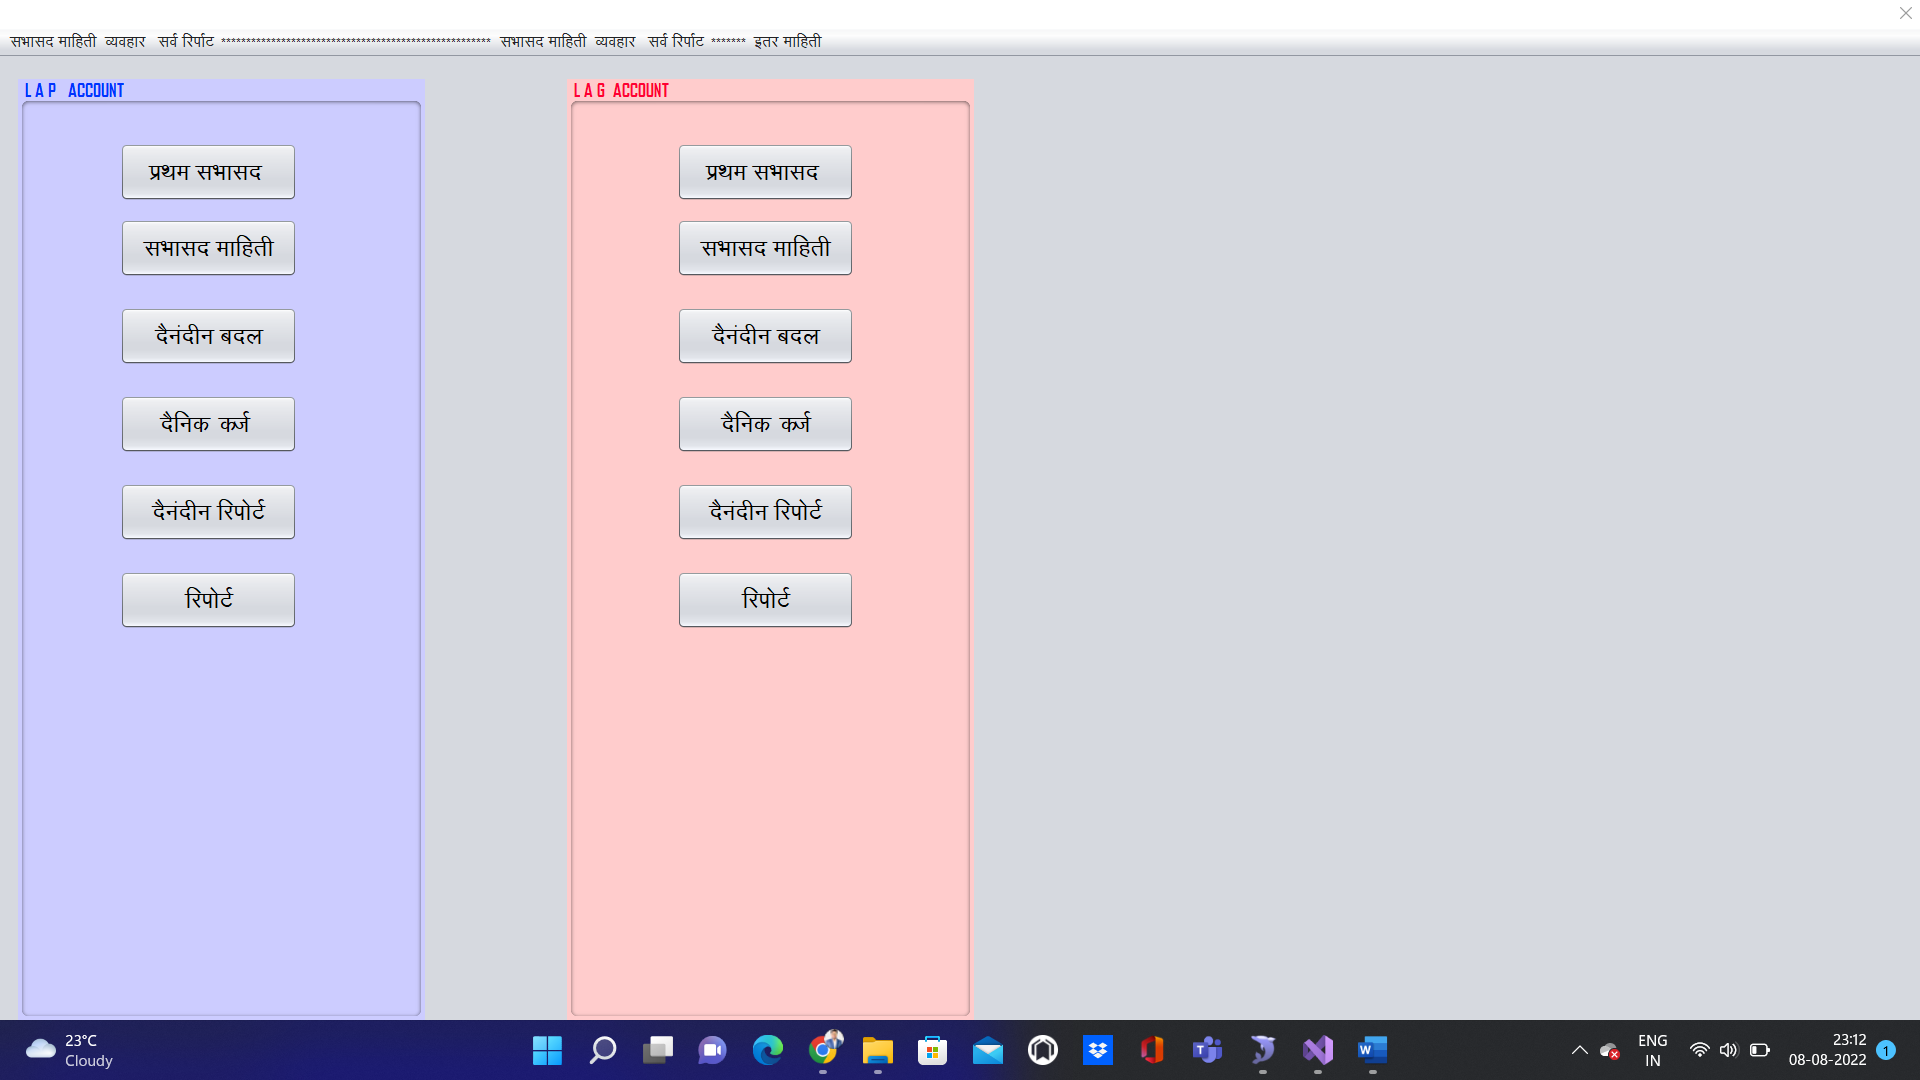 सभासद माहिती व्यवहार सर्व रिर्पाट ****************************************************** सभासद माहिती व्यवहार सर्व रिर्पाट ******* इतर माहिती
L A P ACCOUNT
प्रथम सभासद
सभासद माहिती
दैनंदीन बदल
दैनिक कर्ज
दैनंदीन रिपोर्ट
रिपोर्ट
L A G ACCOUNT
प्रथम सभासद
सभासद माहिती
दैनंदीन बदल
दैनिक कर्ज
दैनंदीन रिपोर्ट
रिपोर्ट
23°C
Cloudy
ENG
IN
23:12
08-08-2022
1